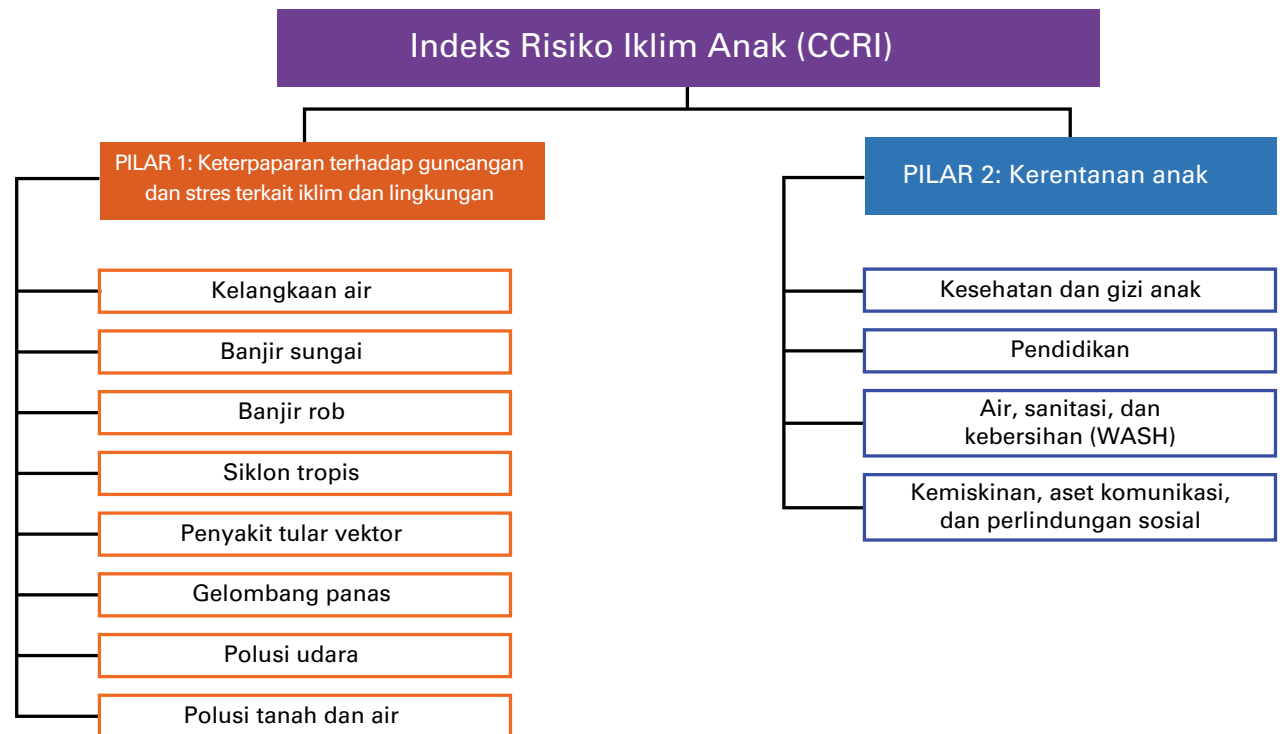 Indeks Risiko Iklim Anak (CCRI)
PILAR 1: Keterpaparan terhadap guncangan
dan stres terkait iklim dan lingkungan
Kelangkaan air
Banjir sungai
Banjir rob
Siklon tropis
Penyakit tular vektor
Gelombang panas
Polusi udara
Polusi tanah dan air
PILAR 2: Kerentanan anak
Kesehatan dan gizi anak
Pendidikan
Air, sanitasi, dan
kebersihan (WASH)
Kemiskinan, aset komunikasi,
dan perlindungan sosial